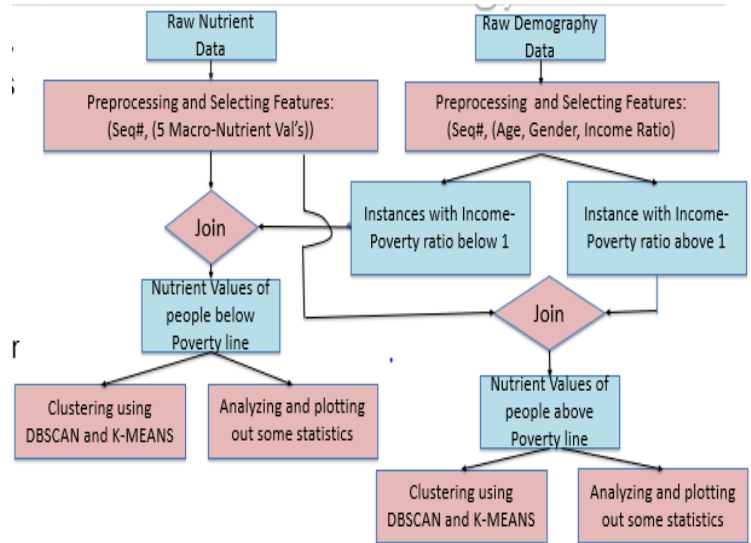 Raw Nutrient
Data
Raw Demography
Data
Preprocessing and Selecting Features:
(Seq#, (5 Macro-Nutrient Val's))
Preprocessing and Selecting Features:
(Seq#, (Age, Gender, Income Ratio)
Join
Instances with Income-
Poverty ratio below 1
Instance with Income-
Poverty ratio above 1
Nutrient Values of
people below
Poverty line
Join
r
Clustering using
DBSCAN and K-MEANS
Analyzing and plotting
out some statistics
Nutrient Values of
people above
Poverty line
Clustering using
DBSCAN and K-MEANS
Analyzing and plotting
out some statistics